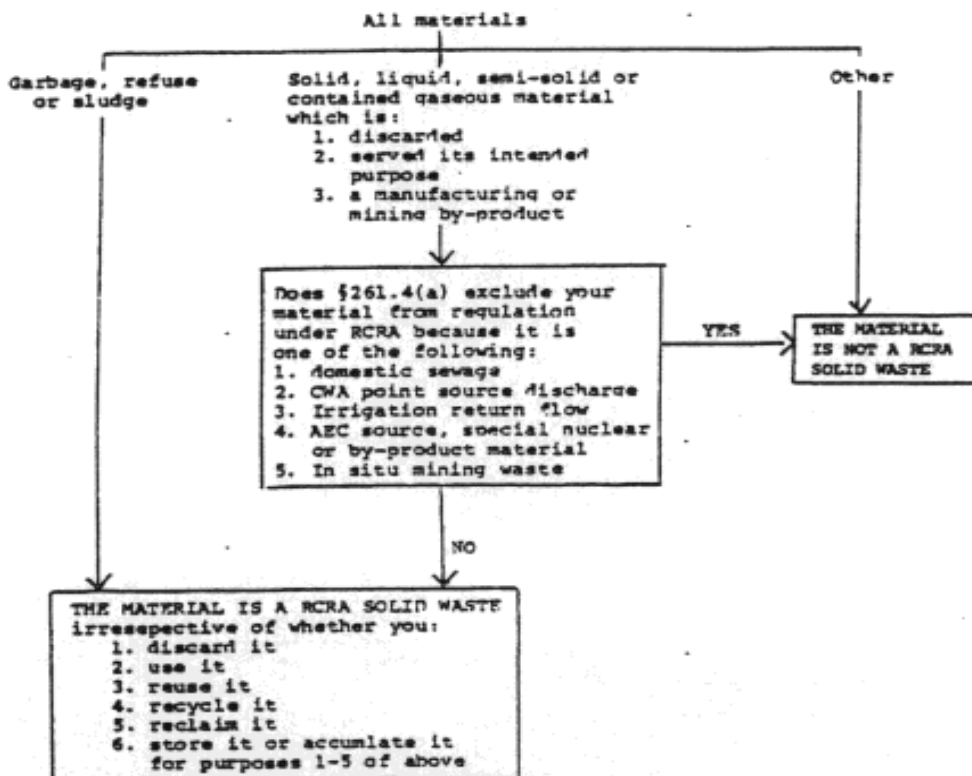 All materials
Garbage, refuse
or sludge
Solid, liquid, semi-solid or
contained gaseous material
which is:
1. discarded
2. served its intended
purpose
3. a manufacturing or
mining by-product
Other
Does §261.4(a) exclude your
material from regulation
under RCRA because it is
one of the following:
1. domestic sewage
2. CWA point source discharge
3. Irrigation return flow
4. AEC source, special nuclear
or by-product material
5. In situ mining waste
YES
THE MATERIAL
IS NOT A RCRA
SOLID WASTE
NO
THE MATERIAL IS A RCRA SOLID WASTE
irresepective of whether you:
1. discard it
2. use it
3. reuse it
4. recycle it
5. reclaim it
6. store it or accumlate it
for purposes 1-5 of above